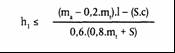 h₁ ≤ (mₐ − 0,2.mₜ).l − (S.c)
0,6.(0,8.mₜ + S)